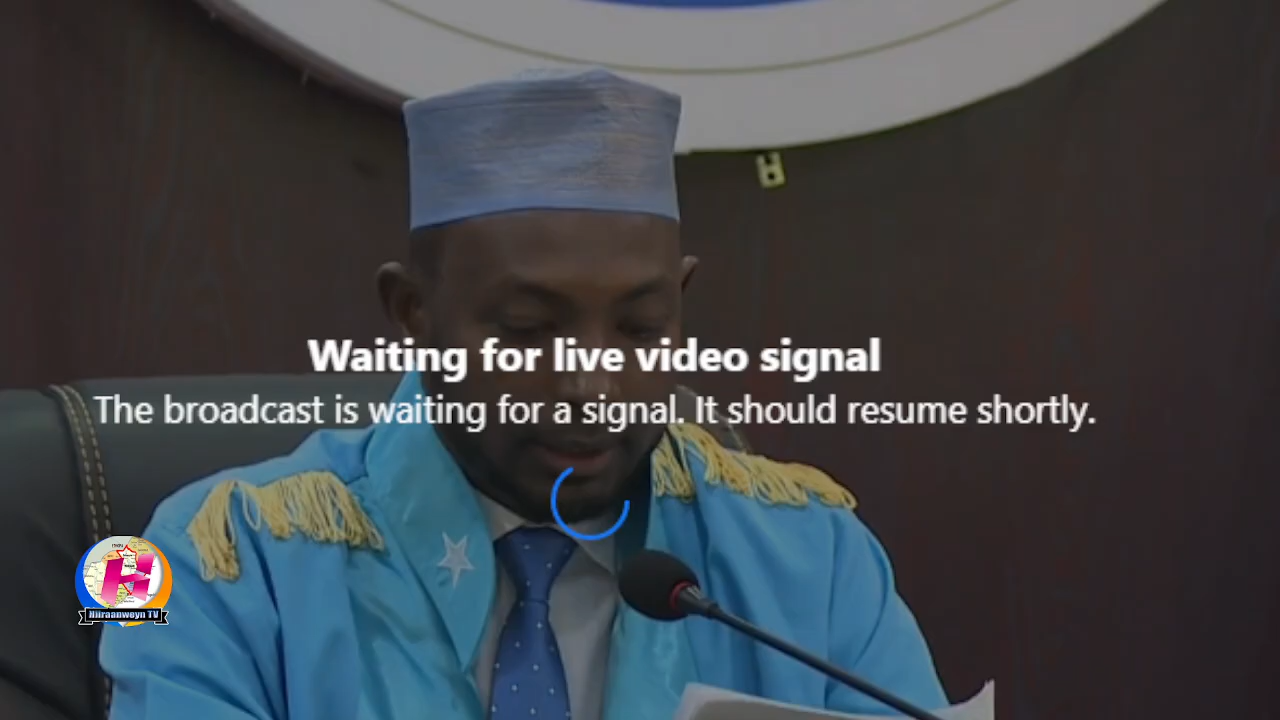 Waiting for live video signal
The broadcast is waiting for a signal. It should resume shortly.
H
Hiiraanweyn TV